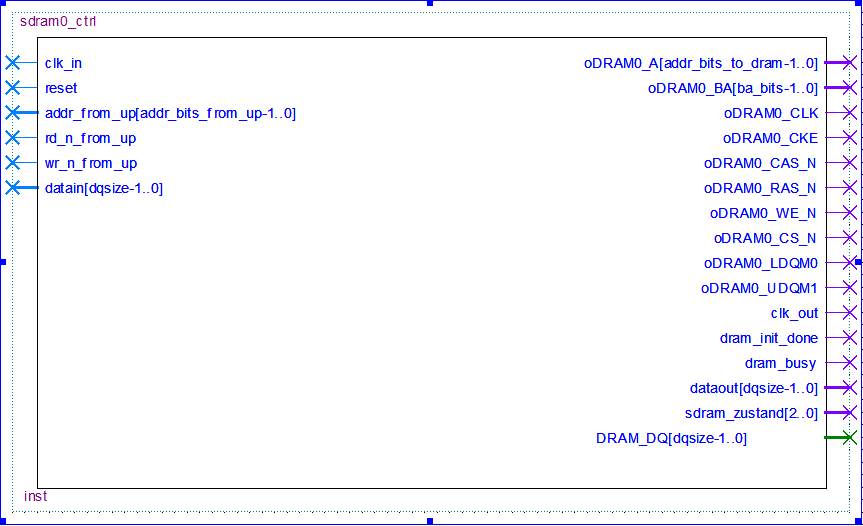 sdram0_ctrl
clk_in
reset
addr_from_up[addr_bits_from_up-1..0]
rd_n_from_up
wr_n_from_up
datain[dqsize-1..0]
oDRAM0_A[addr_bits_to_dram-1..0]
oDRAM0_BA[ba_bits-1..0]
oDRAM0_CLK
oDRAM0_CKE
oDRAM0_CAS_N
oDRAM0_RAS_N
oDRAM0_WE_N
oDRAM0_CS_N
oDRAM0_LDQM0
oDRAM0_UDQM1
clk_out
dram_init_done
dram_busy
dataout[dqsize-1..0]
sdram_zustand[2..0]
DRAM_DQ[dqsize-1..0]
inst